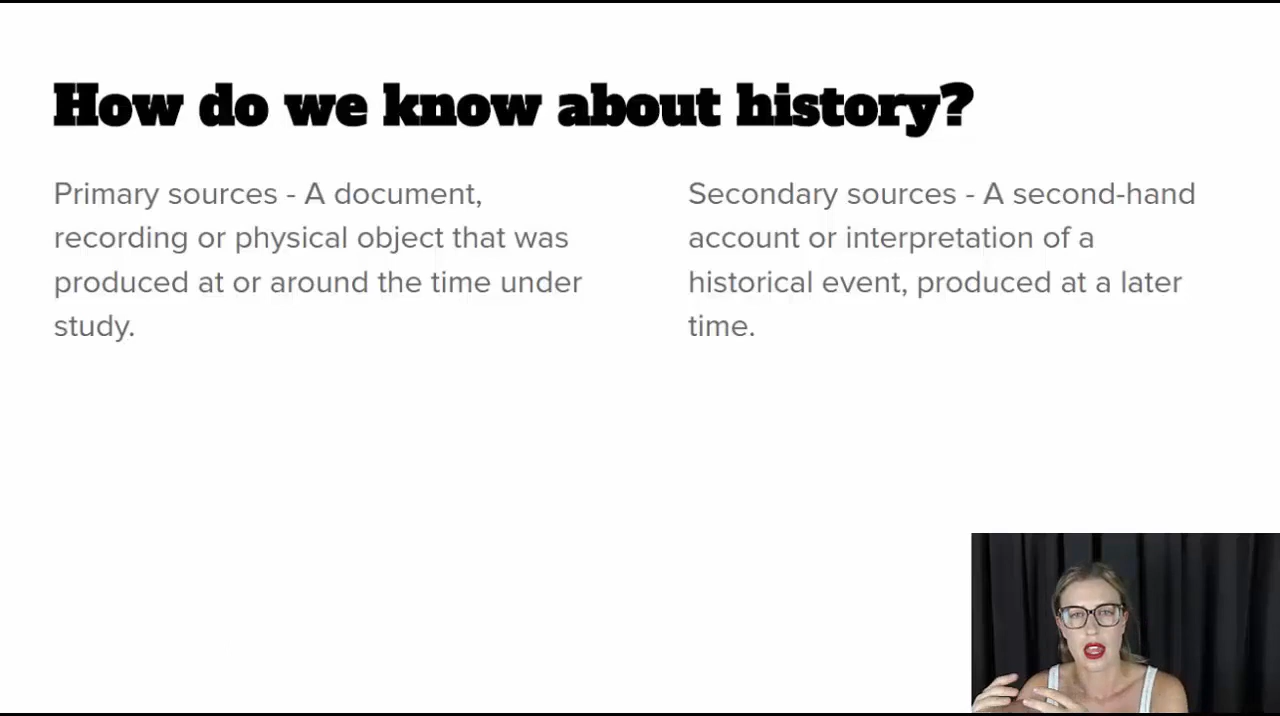 How do we know about history?
Primary sources - A document,
recording or physical object that was
produced at or around the time under
study.
Secondary sources - A second-hand
account or interpretation of a
historical event, produced at a later
time.